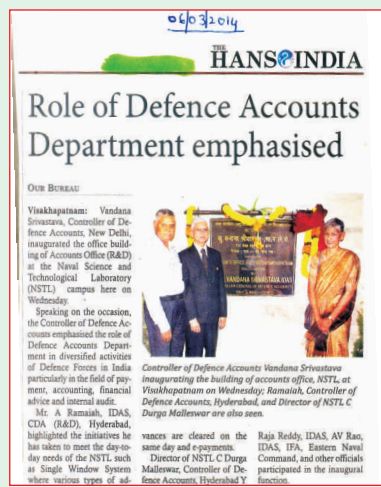 06/03/2014
THE
HANS INDIA
Role of Defence Accounts
Department emphasised
OUR BUREAU
Visakhapatnam: Vandana
Srivastava, Controller of De-
fence Accounts, New Delhi,
inaugurated the office build-
ing of Accounts Office (R&D)
at the Naval Science and
Technological Laboratory
(NSTL) campus here on
Wednesday.
Speaking on the occasion,
the Controller of Defence Ac-
counts emphasised the role of
Defence Accounts Depart-
ment in diversified activities
of Defence Forces in India
particularly in the field of pay-
ment, accounting, financial
advice and internal audit.
Mr. A Ramaiah, IDAS,
CDA (R&D), Hyderabad,
highlighted the initiatives he
has taken to meet the day-to-
day needs of the NSTL such
as Single Window System
where various types of ad-
VANDANA SRIVASTAVA IDAS
Controller of Defence Accounts Vandana Srivastava
inaugurating the building of accounts office, NSTL, at
Visakhapatnam on Wednesday; Ramaiah, Controller of
Defence Accounts, Hyderabad, and Director of NSTL C
Durga Malleswar are also seen.
vances are cleared on the
same day and e-payments.
Director of NSTL C Durga
Malleswar, Controller of De-
fence Accounts, Hyderabad Y
Raja Reddy, IDAS, AV Rao,
IDAS, IFA, Eastern Naval
Command, and other officials
participated in the inaugural
function.